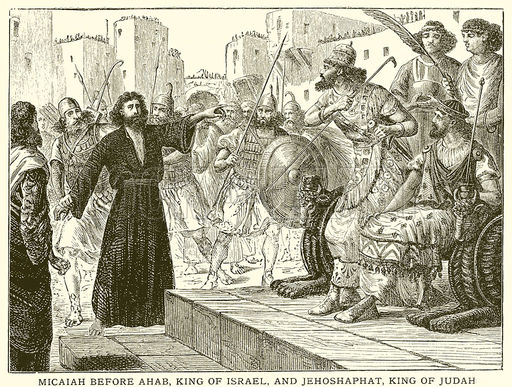 MICAIAH BEFORE AHAB, KING OF ISRAEL, AND JEHOSHAPHAT, KING OF JUDAH